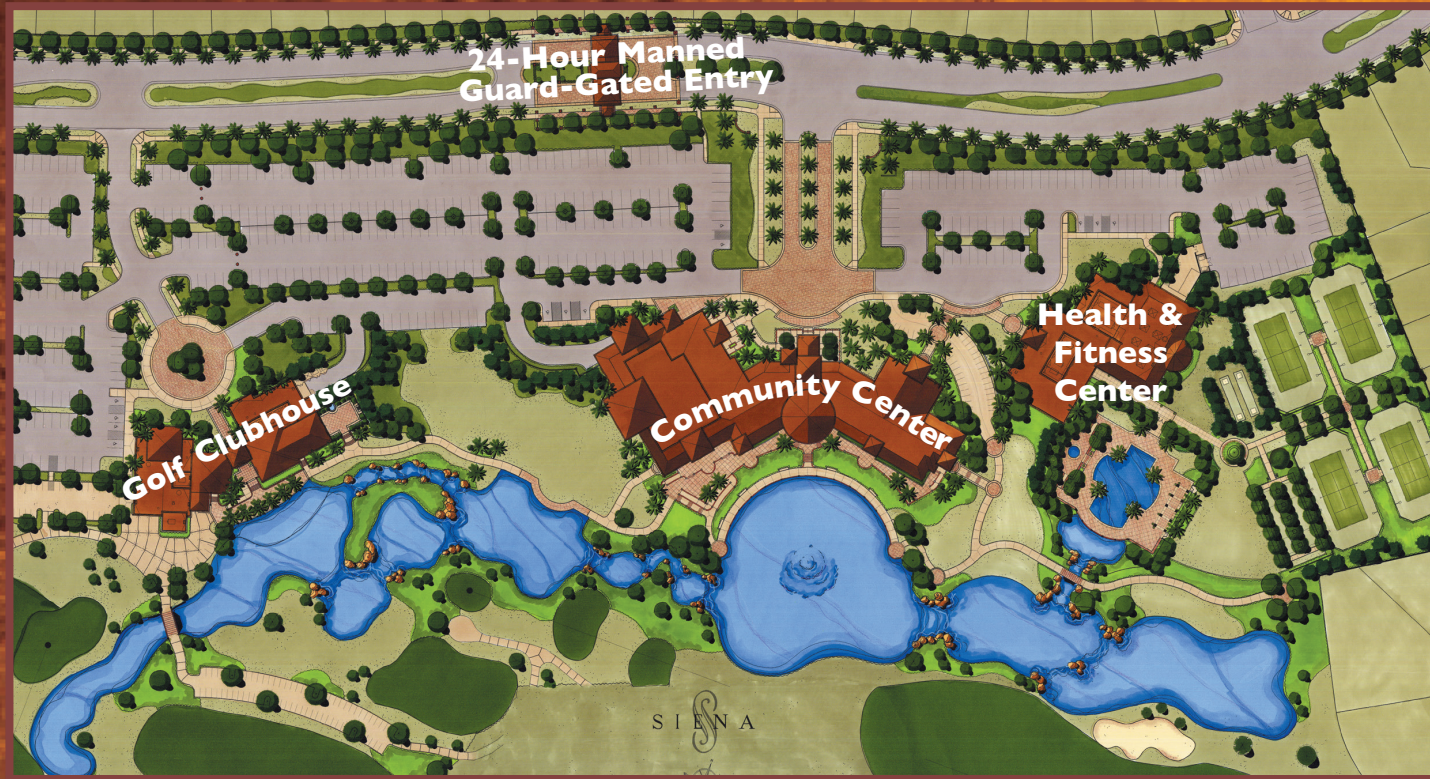 24-Hour Manned
Guard-Gated Entry
Health &
Fitness
Center
Community Center
Golf Clubhouse
SIENA